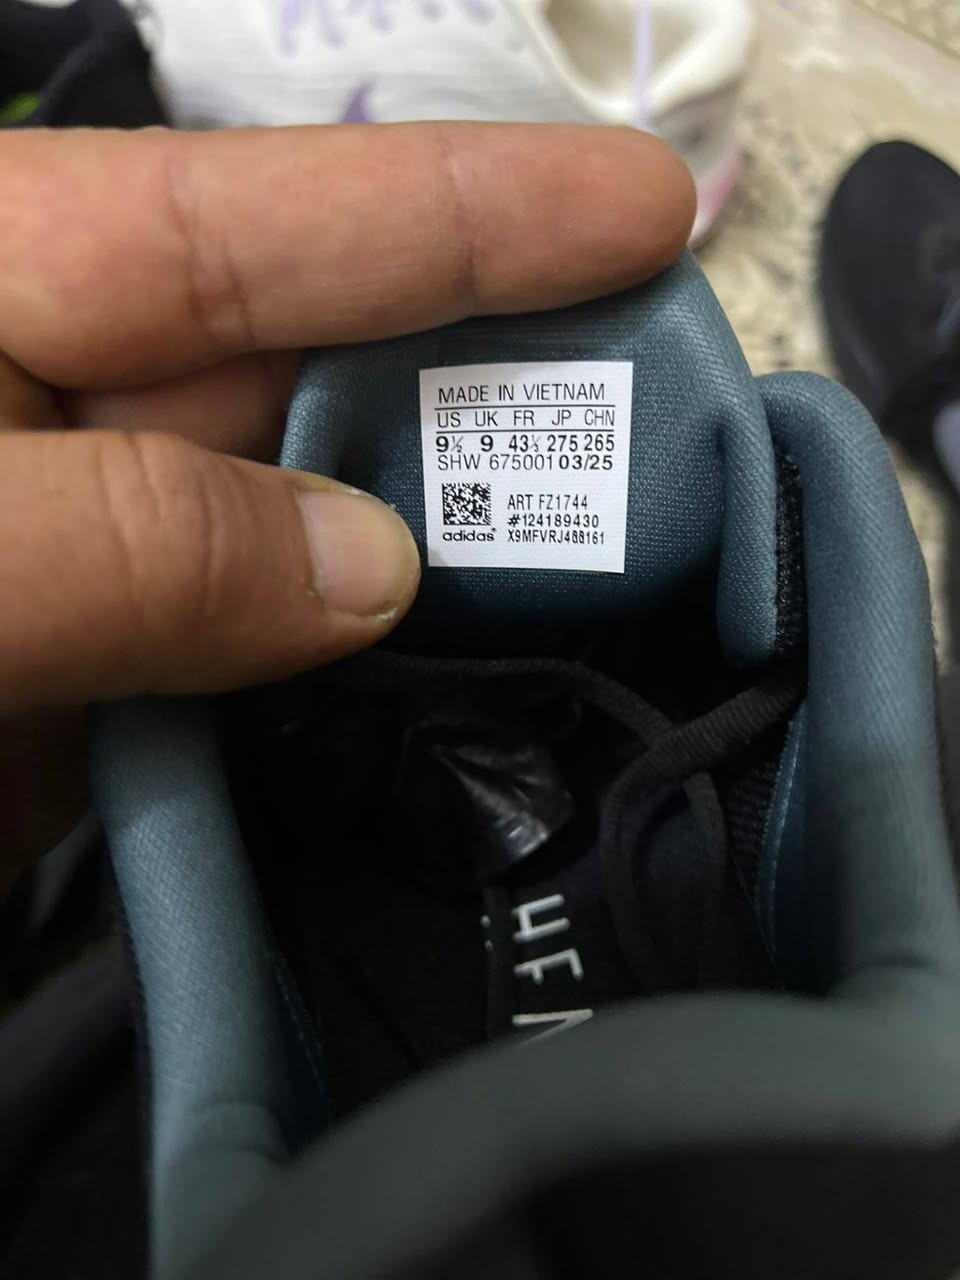 MADE IN VIETNAM
US UK FR JP CHN
9½ 9 43⅓ 275 265
SHW 675001 03/25
ART FZ1744
#124189430
adidas